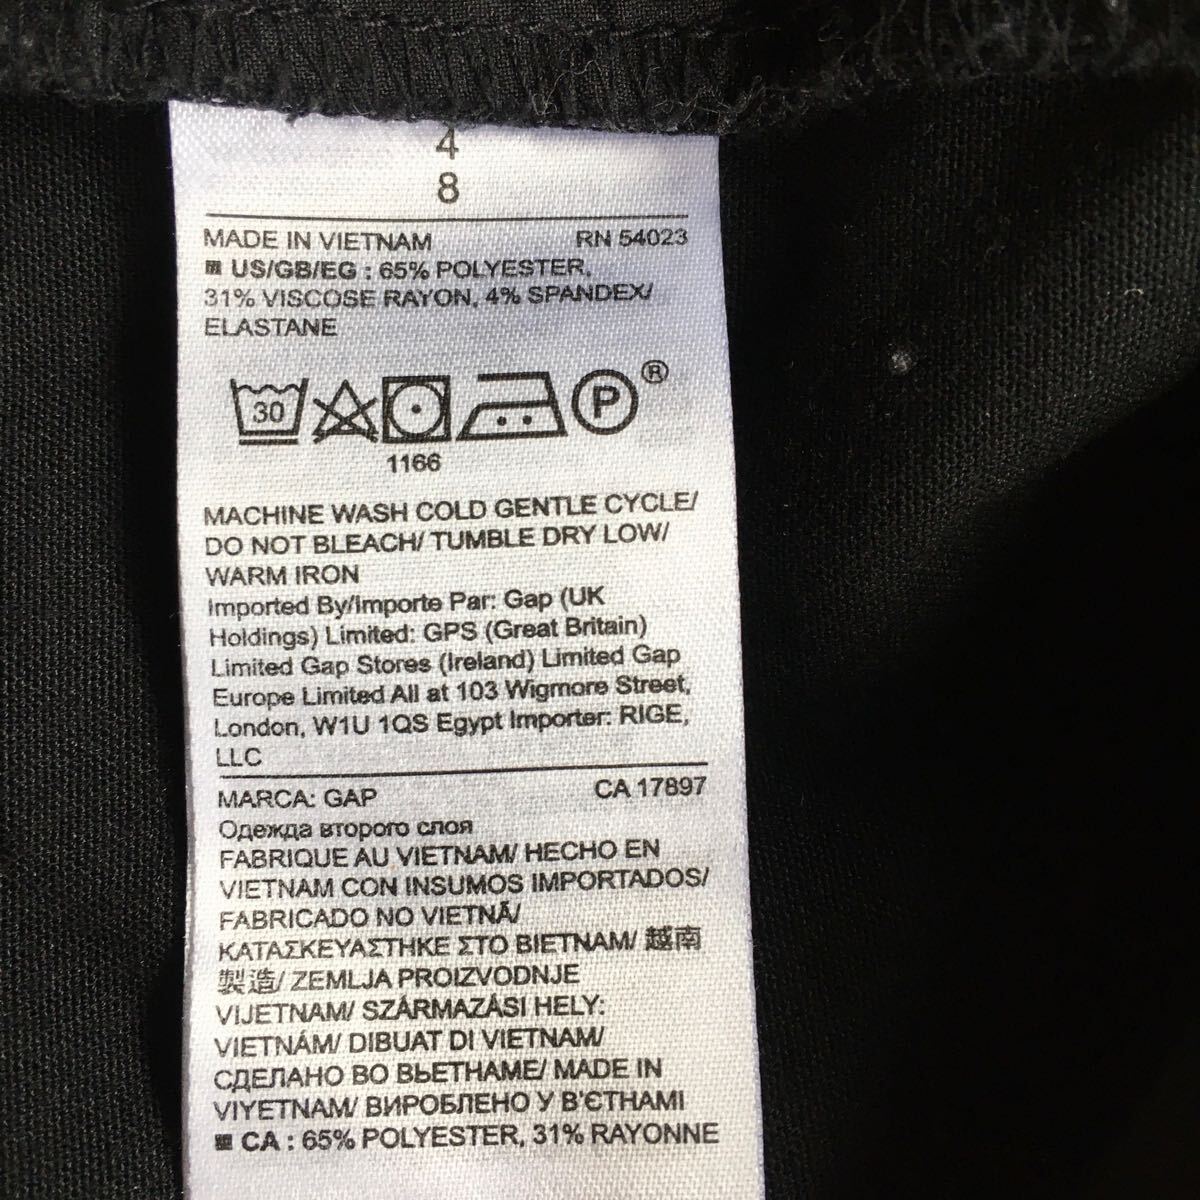 4
8
MADE IN VIETNAM RN 54023
US/GB/EG : 65% POLYESTER,
31% VISCOSE RAYON, 4% SPANDEX/
ELASTANE
30 P ®
1166
MACHINE WASH COLD GENTLE CYCLE/
DO NOT BLEACH/ TUMBLE DRY LOW/
WARM IRON
Imported By/Importe Par: Gap (UK
Holdings) Limited: GPS (Great Britain)
Limited Gap Stores (Ireland) Limited Gap
Europe Limited All at 103 Wigmore Street,
London, W1U 1QS Egypt Importer: RIGE,
LLC
MARCA: GAP CA 17897
Одежда второго слоя
FABRIQUE AU VIETNAM/ HECHO EN
VIETNAM CON INSUMOS IMPORTADOS/
FABRICADO NO VIETNÃ/
ΚΑΤΑΣΚΕΥΑΣΤΗΚΕ ΣΤΟ ΒΙΕΤΝΑΜ/ 越南
製造/ ZEMLJA PROIZVODNJE
VIJETNAM/ SZÁRMAZÁSI HELY:
VIETNÁM/ DIBUAT DI VIETNAM/
СДЕЛАНО ВО ВЬЕТНАМЕ/ MADE IN
VIYETNAM/ ВИРОБЛЕНО У В'ЄТНАМІ
CA : 65% POLYESTER, 31% RAYONNE